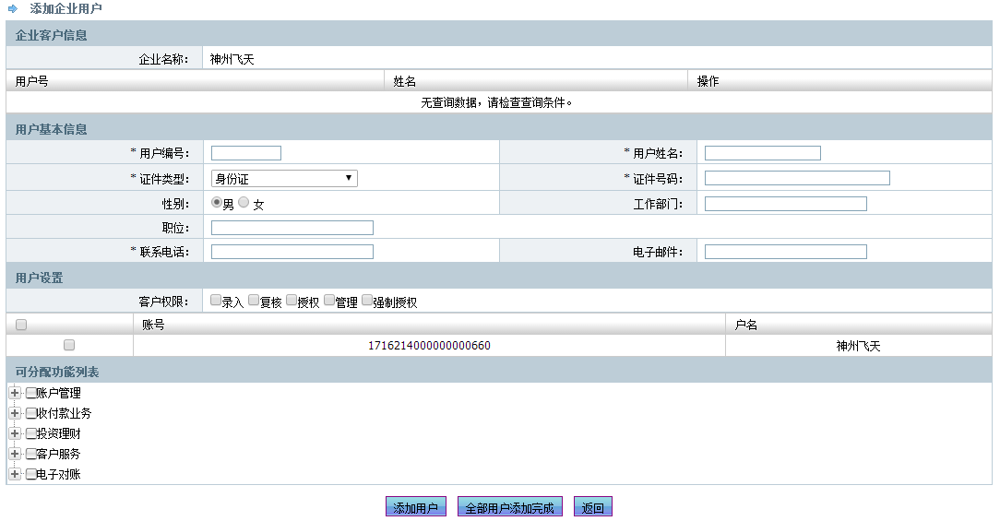 添加企业用户
企业客户信息
企业名称： 神州飞天
用户号 姓名 操作
无查询数据，请检查查询条件。
用户基本信息
* 用户编号： * 用户姓名：
* 证件类型： 身份证 * 证件号码：
性别： 男 女 工作部门：
职位：
* 联系电话： 电子邮件：
用户设置
客户权限： 录入 复核 授权 管理 强制授权
账号 户名
1716214000000000660 神州飞天
可分配功能列表
账户管理
收付款业务
投资理财
客户服务
电子对账
添加用户 全部用户添加完成 返回